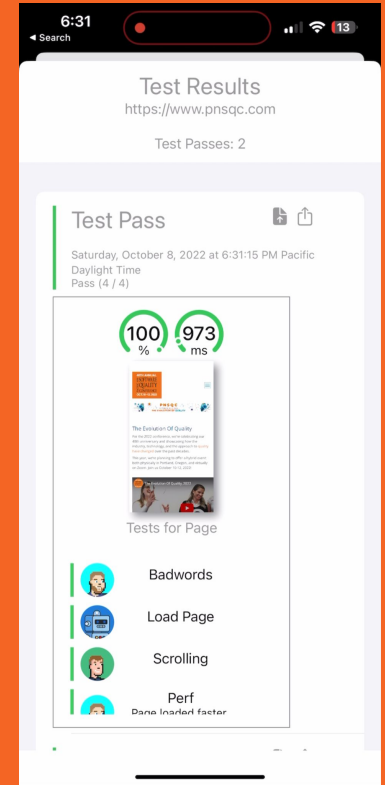 6:31
13
◀ Search
Test Results
https://www.pnsqc.com
Test Passes: 2
Test Pass
Saturday, October 8, 2022 at 6:31:15 PM Pacific
Daylight Time
Pass (4 / 4)
100
%
973
ms
PNSQC
The Evolution Of Quality
Tests for Page
Badwords
Load Page
Scrolling
Perf
Page loaded faster